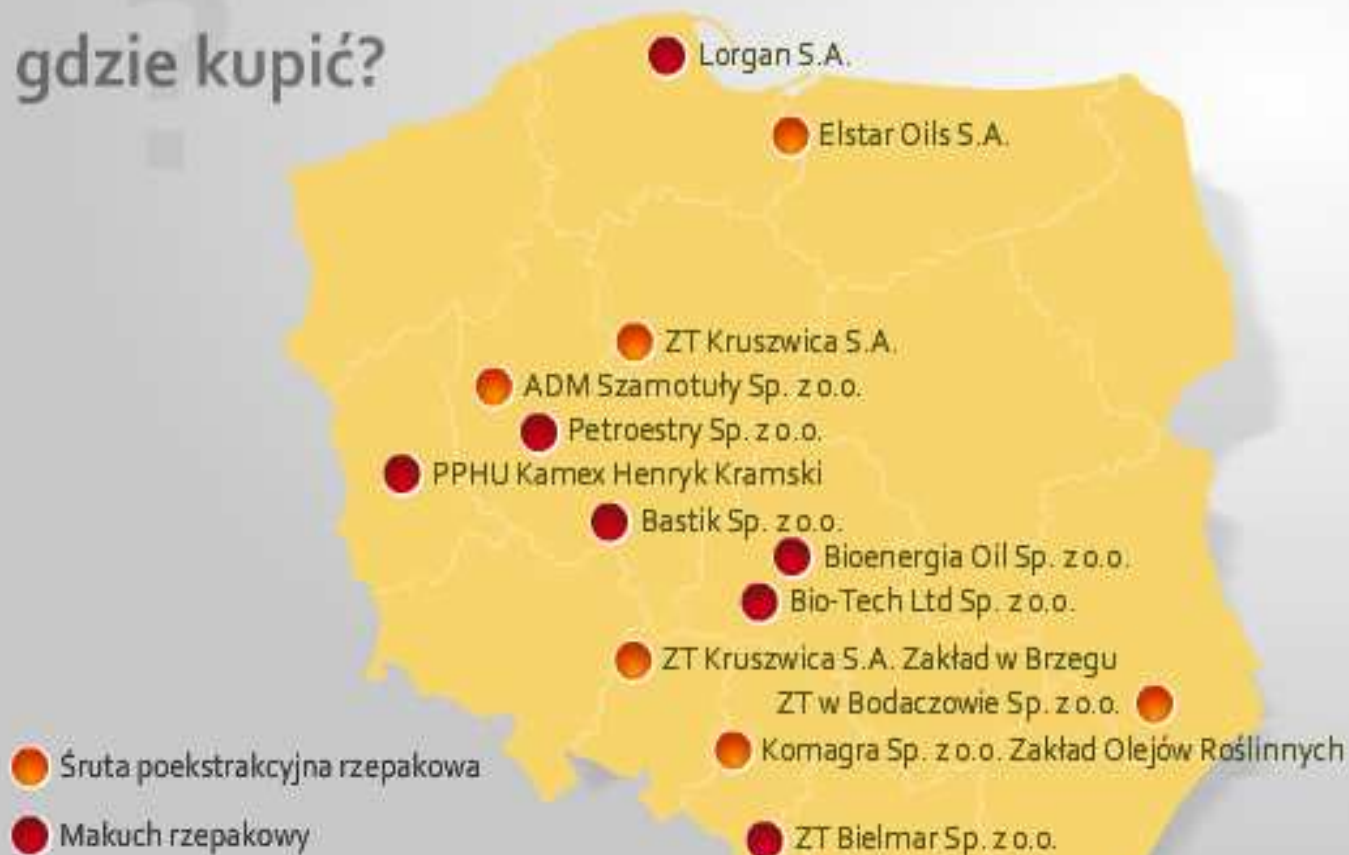 gdzie kupić?
Lorgan S.A.
Elstar Oils S.A.
ZT Kruszwica S.A.
ADM Szamotuły Sp. z o.o.
Petroestry Sp. z o.o.
PPHU Kamex Henryk Kramski
Bastik Sp. z o.o.
Bioenergia Oil Sp. z o.o.
Bio-Tech Ltd Sp. z o.o.
ZT Kruszwica S.A. Zakład w Brzegu
ZT w Bodaczowie Sp. z o.o.
Komagra Sp. z o.o. Zakład Olejów Roślinnych
Śruta poekstrakcyjna rzepakowa
Makuch rzepakowy
ZT Bielmar Sp. z o.o.